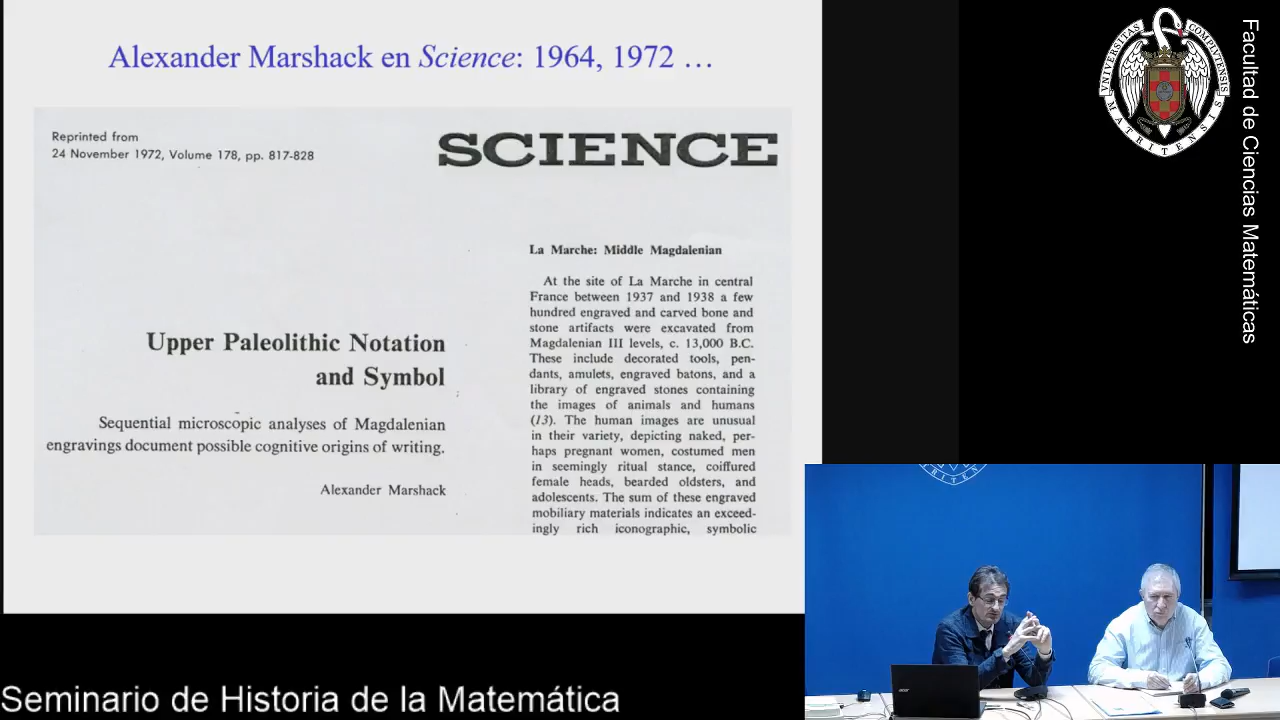 Alexander Marshack en Science: 1964, 1972 …
Reprinted from
24 November 1972, Volume 178, pp. 817-828
SCIENCE
Upper Paleolithic Notation
and Symbol
Sequential microscopic analyses of Magdalenian
engravings document possible cognitive origins of writing.
Alexander Marshack
La Marche: Middle Magdalenian
At the site of La Marche in central
France between 1937 and 1938 a few
hundred engraved and carved bone and
stone artifacts were excavated from
Magdalenian III levels, c. 13,000 B.C.
These include decorated tools, pen-
dants, amulets, engraved batons, and a
library of engraved stones containing
the images of animals and humans
(13). The human images are unusual
in their variety, depicting naked, per-
haps pregnant women, costumed men
in seemingly ritual stance, coiffured
female heads, bearded oldsters, and
adolescents. The sum of these engraved
mobiliary materials indicates an exceed-
ingly rich iconographic, symbolic
VNIVERSITAS COMPLVTENSIS
MATRITENSIS
Facultad de Ciencias Matemáticas
RITEN
acer
Seminario de Historia de la Matemática